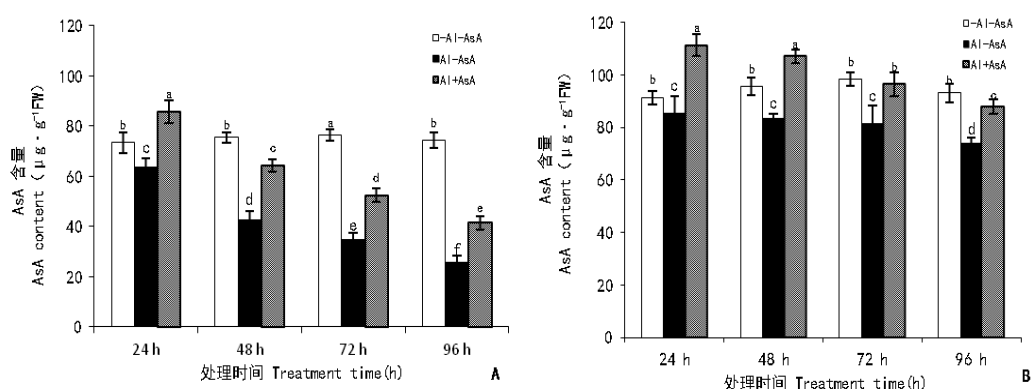 120
100
80
60
40
20
0
AsA 含量
AsA content ( μg · g⁻¹FW)
-Al-AsA
Al-AsA
Al+AsA
b
c
a
b
d
c
a
e
d
b
f
e
24 h
48 h
72 h
96 h
处理时间 Treatment time(h)
A
120
100
80
60
40
20
0
AsA 含量
AsA content ( μg · g⁻¹FW)
-Al-AsA
Al-AsA
Al+AsA
b
c
a
b
c
a
b
c
b
b
d
c
24 h
48 h
72 h
96 h
处理时间 Treatment time(h)
B